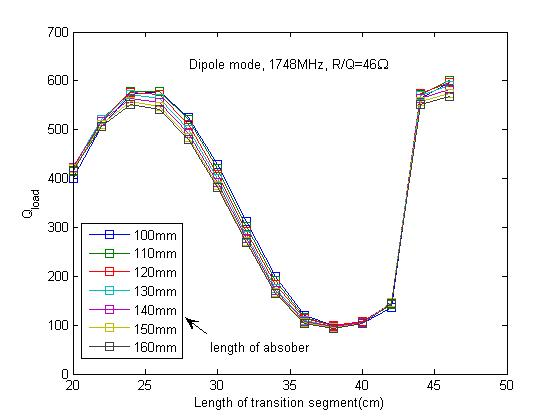 700
600
500
400
300
200
100
0
Q_load
Dipole mode, 1748MHz, R/Q=46Ω
100mm
110mm
120mm
130mm
140mm
150mm
160mm
length of absober
20 25 30 35 40 45 50
Length of transition segment(cm)